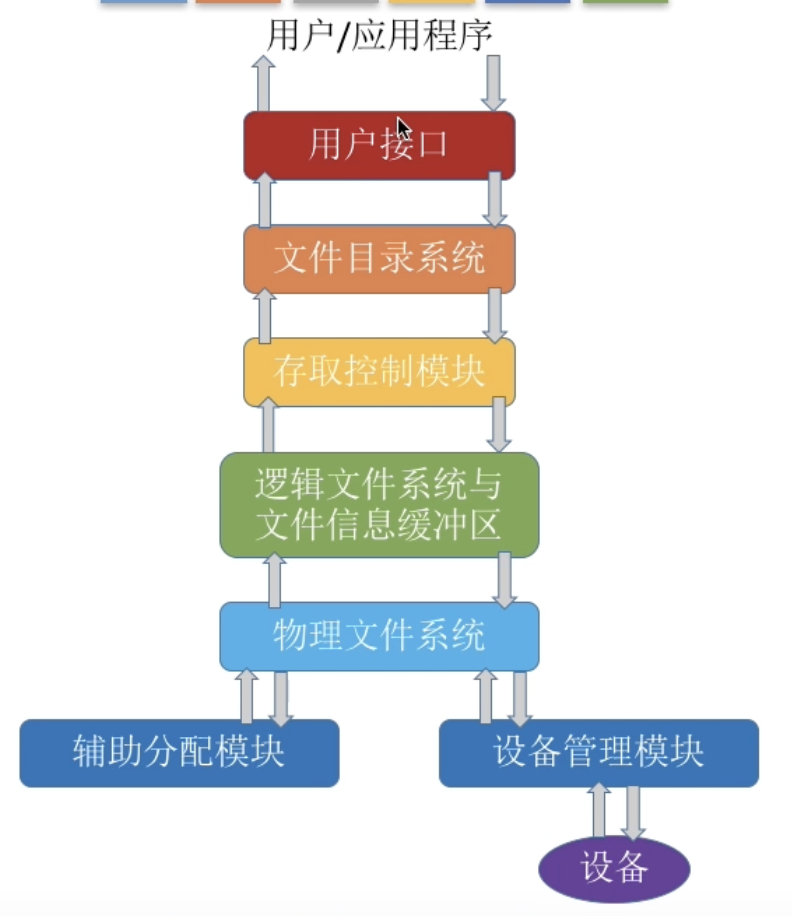 用户/应用程序
用户接口
文件目录系统
存取控制模块
逻辑文件系统与
文件信息缓冲区
物理文件系统
辅助分配模块
设备管理模块
设备